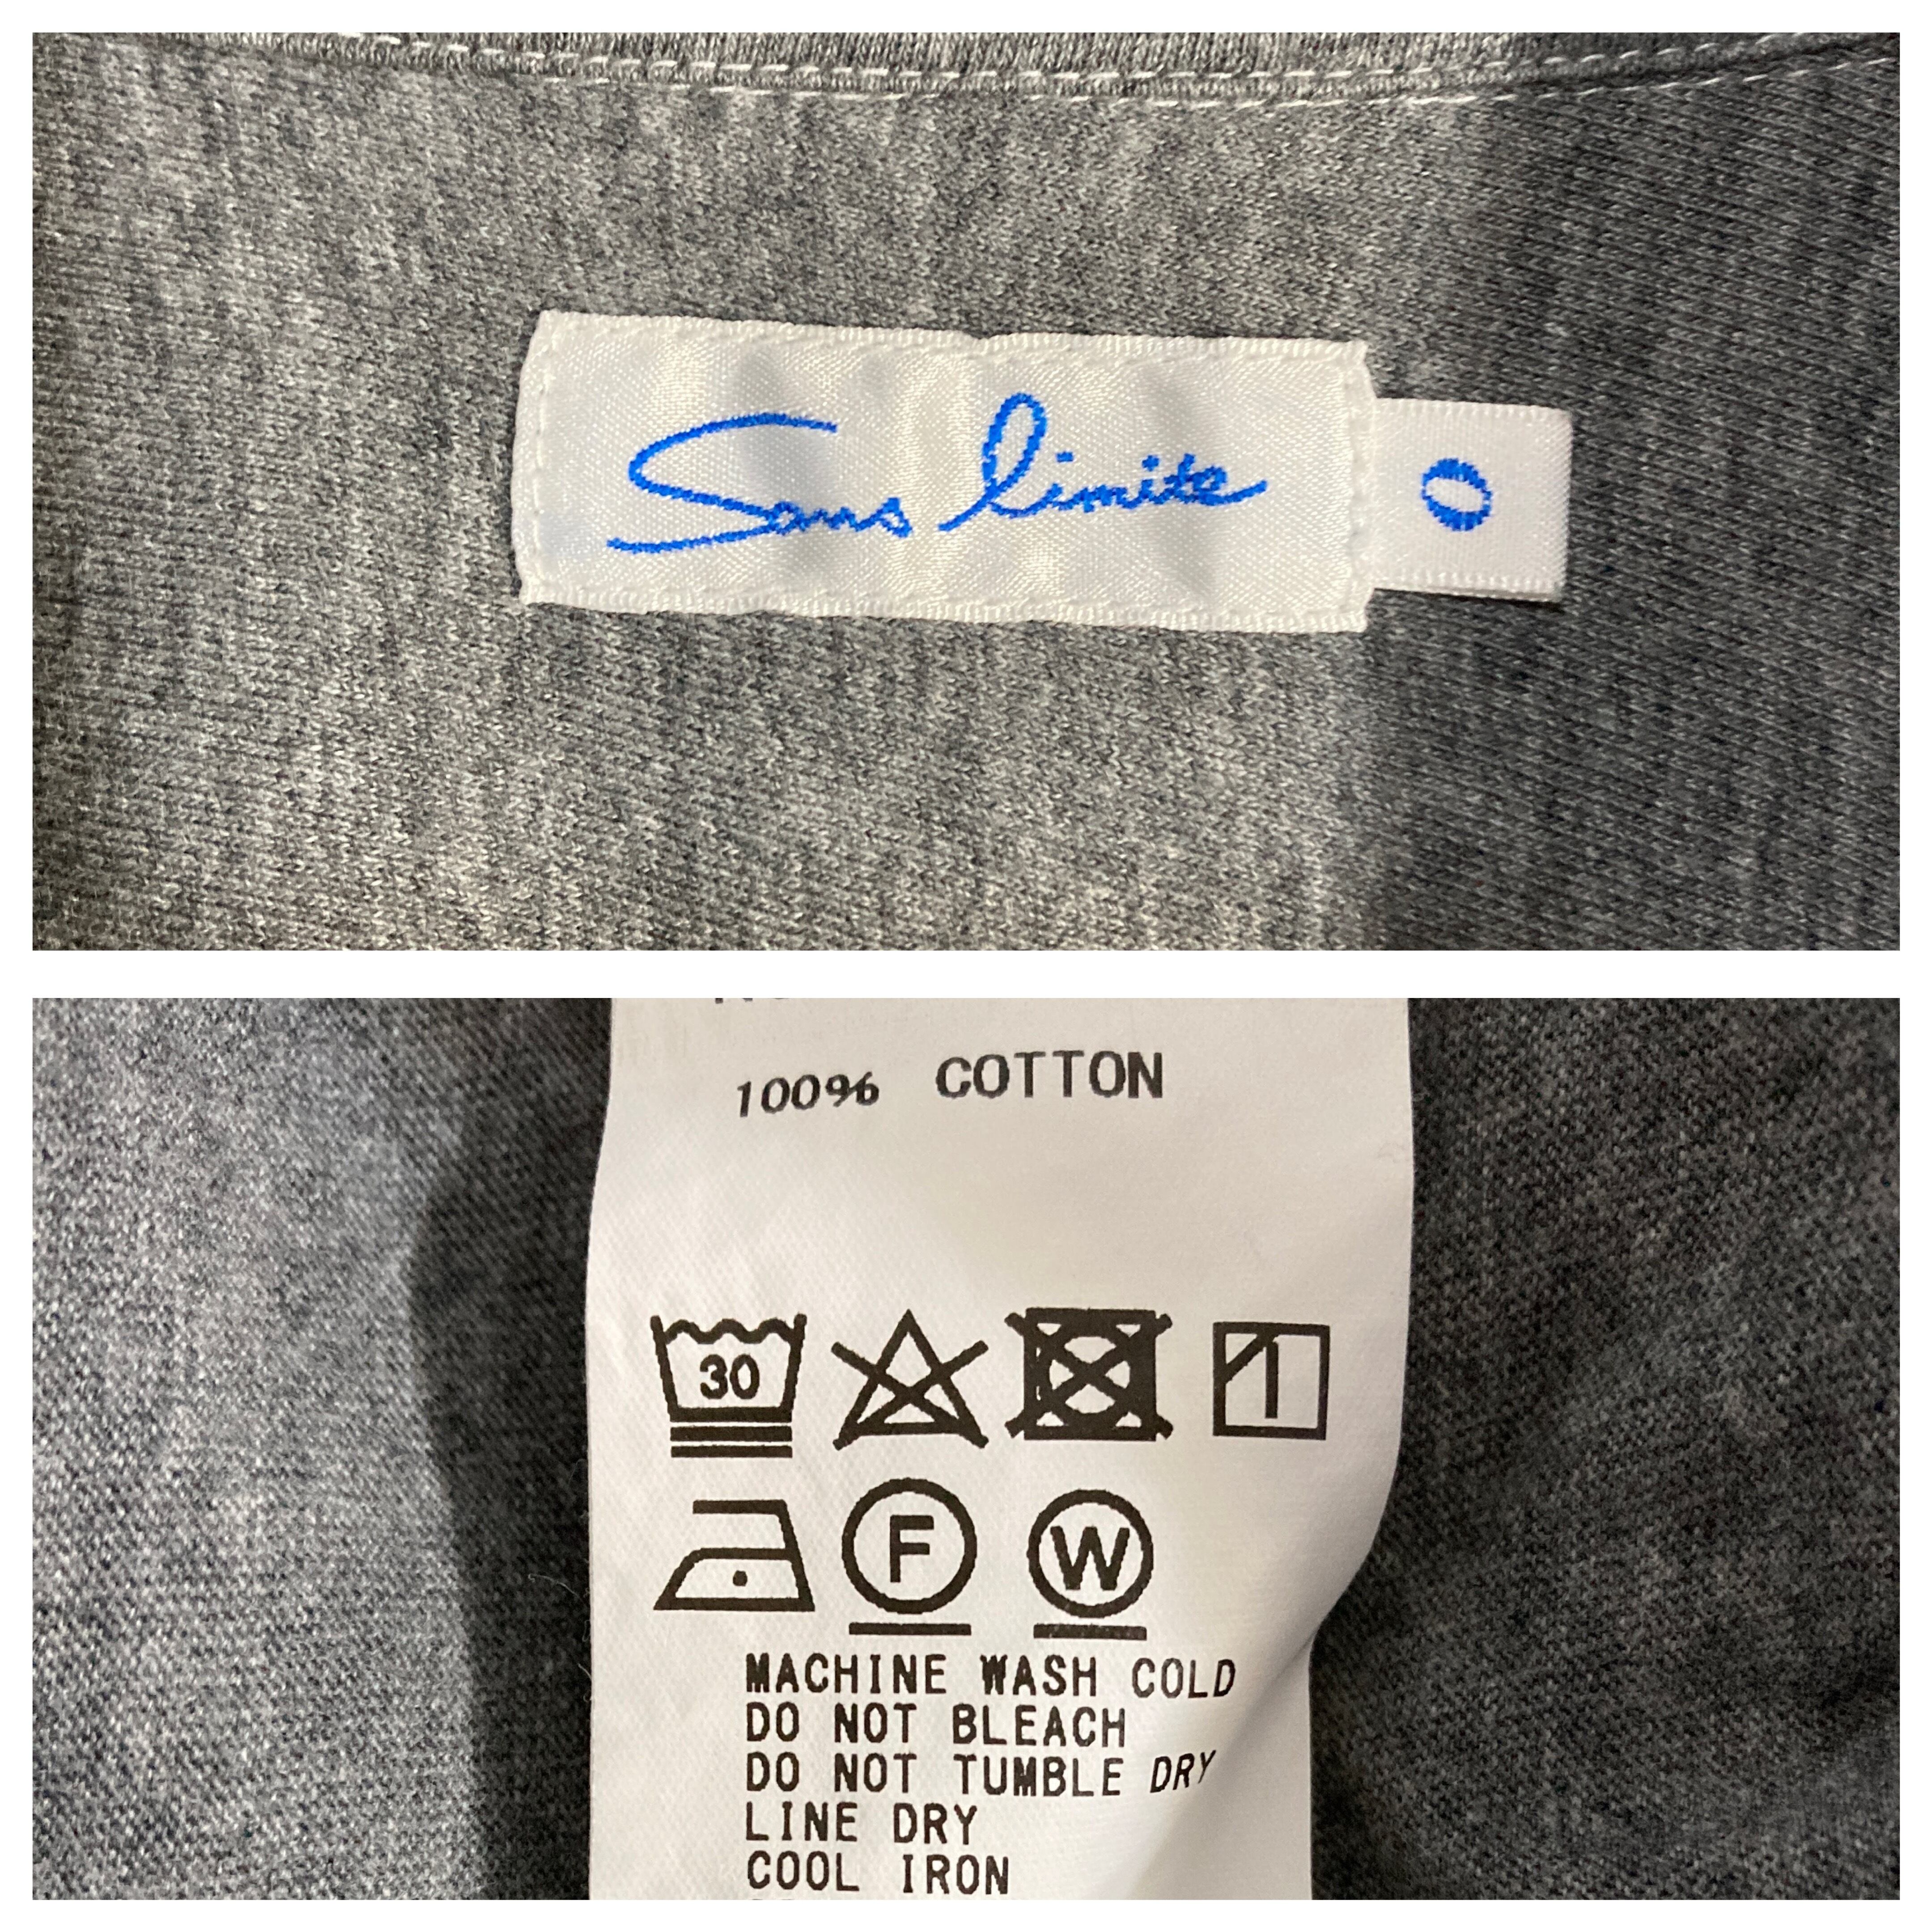 Sans limite
0
100% COTTON
30
F W
MACHINE WASH COLD
DO NOT BLEACH
DO NOT TUMBLE DRY
LINE DRY
COOL IRON